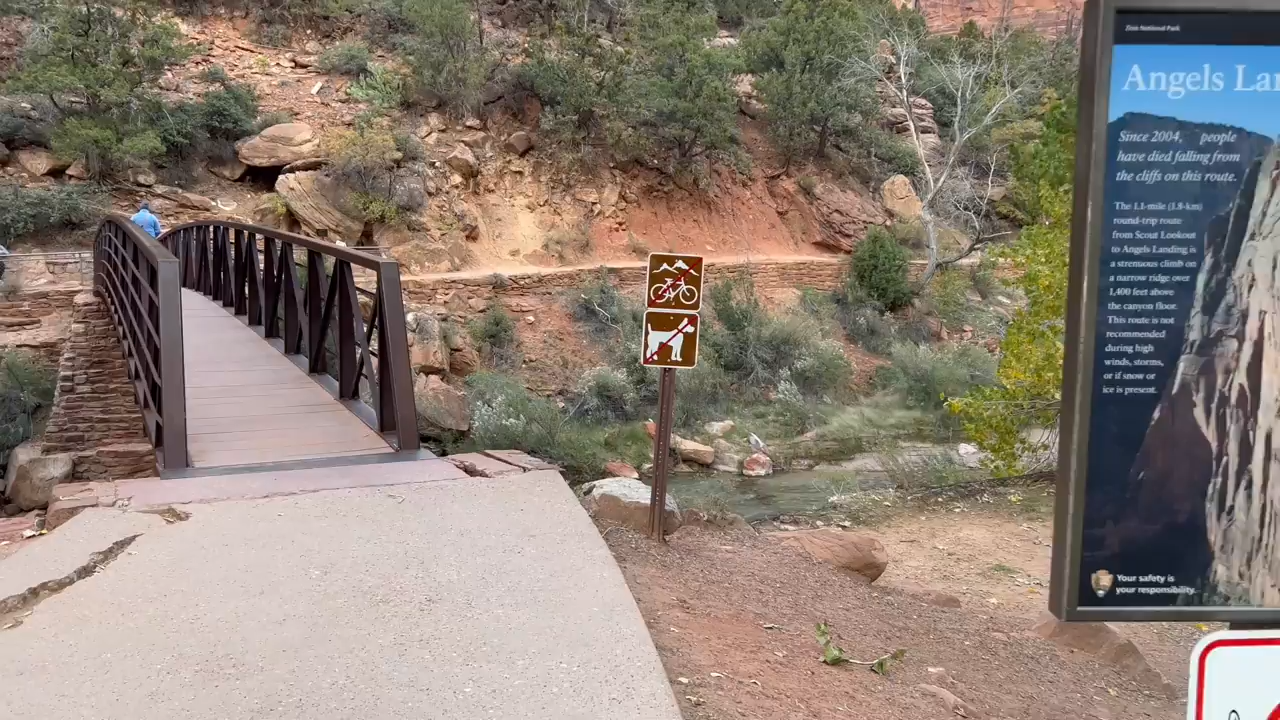 Zion National Park
Angels Lan
Since 2004, people
have died falling from
the cliffs on this route.
The 1.1-mile (1.8-km)
round-trip route
from Scout Lookout
to Angels Landing is
a strenuous climb on
a narrow ridge over
1,400 feet above
the canyon floor.
This route is not
recommended
during high
winds, storms,
or if snow or
ice is present.
Your safety is
your responsibility.